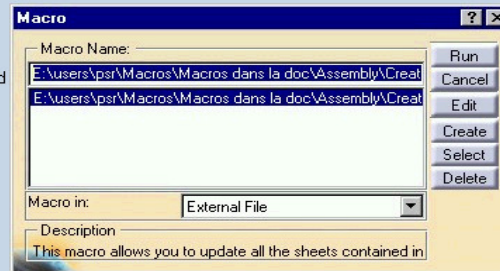 Macro
Macro Name:
E:\users\psr\Macros\Macros dans la doc\Assembly\Creat
E:\users\psr\Macros\Macros dans la doc\Assembly\Creat
Run
Cancel
Edit
Create
Select
Delete
Macro in:
External File
Description
This macro allows you to update all the sheets contained in